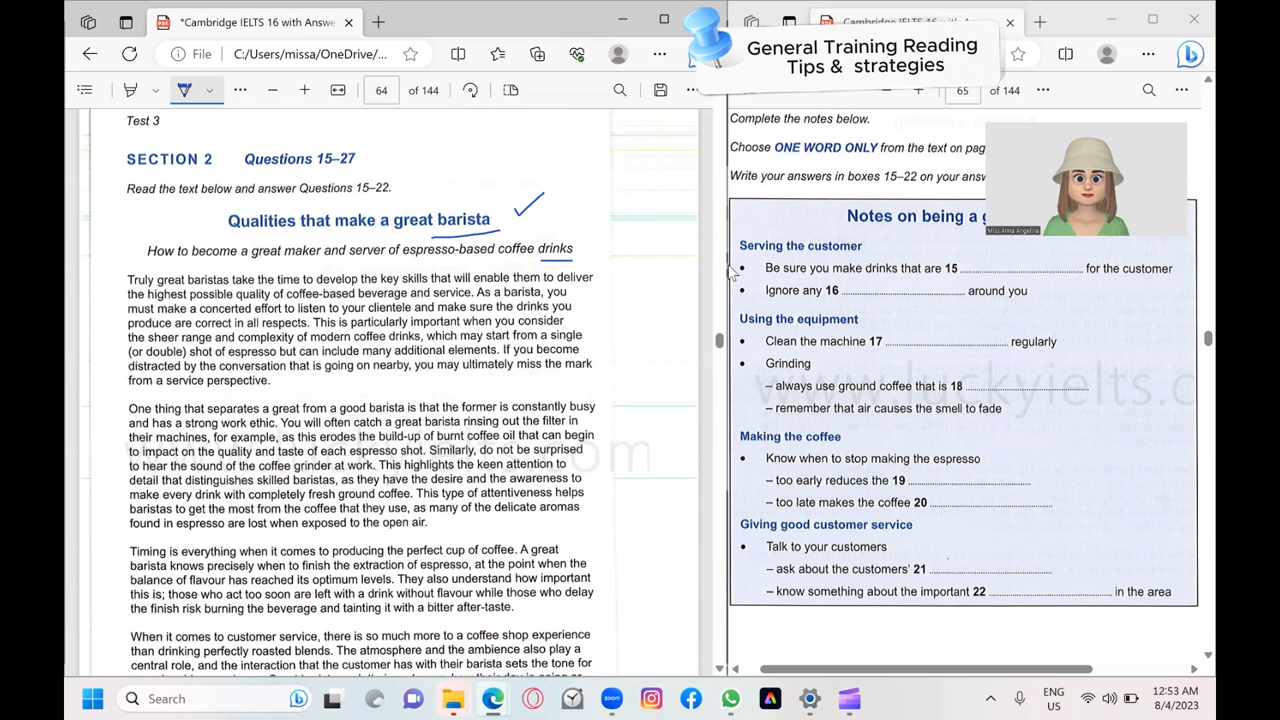 *Cambridge IELTS 16 with Answe
Cambridge IELTS 16 with An
General Training Reading
Tips & strategies
File
C:/Users/missa/OneDrive/...
64 of 144
65 of 144
Test 3
SECTION 2 Questions 15–27
Read the text below and answer Questions 15–22.
Qualities that make a great barista
How to become a great maker and server of espresso-based coffee drinks
Truly great baristas take the time to develop the key skills that will enable them to deliver
the highest possible quality of coffee-based beverage and service. As a barista, you
must make a concerted effort to listen to your clientele and make sure the drinks you
produce are correct in all respects. This is particularly important when you consider
the sheer range and complexity of modern coffee drinks, which may start from a single
(or double) shot of espresso but can include many additional elements. If you become
distracted by the conversation that is going on nearby, you may ultimately miss the mark
from a service perspective.
One thing that separates a great from a good barista is that the former is constantly busy
and has a strong work ethic. You will often catch a great barista rinsing out the filter in
their machines, for example, as this erodes the build-up of burnt coffee oil that can begin
to impact on the quality and taste of each espresso shot. Similarly, do not be surprised
to hear the sound of the coffee grinder at work. This highlights the keen attention to
detail that distinguishes skilled baristas, as they have the desire and the awareness to
make every drink with completely fresh ground coffee. This type of attentiveness helps
baristas to get the most from the coffee that they use, as many of the delicate aromas
found in espresso are lost when exposed to the open air.
Timing is everything when it comes to producing the perfect cup of coffee. A great
barista knows precisely when to finish the extraction of espresso, at the point when the
balance of flavour has reached its optimum levels. They also understand how important
this is; those who act too soon are left with a drink without flavour while those who delay
the finish risk burning the beverage and tainting it with a bitter after-taste.
When it comes to customer service, there is so much more to a coffee shop experience
than drinking perfectly roasted blends. The atmosphere and the ambience also play a
central role, and the interaction that the customer has with their barista sets the tone for
Complete the notes below.
Choose ONE WORD ONLY from the text on pag
Write your answers in boxes 15–22 on your answ
Miss Anna Angelina
Notes on being a g
Serving the customer
• Be sure you make drinks that are 15 .................... for the customer
• Ignore any 16 .................... around you
Using the equipment
• Clean the machine 17 .................... regularly
• Grinding
– always use ground coffee that is 18 ....................
– remember that air causes the smell to fade
Making the coffee
• Know when to stop making the espresso
– too early reduces the 19 ....................
– too late makes the coffee 20 ....................
Giving good customer service
• Talk to your customers
– ask about the customers' 21 ....................
– know something about the important 22 .................... in the area
www.luckyielts.c
Search
ENG
US
12:53 AM
8/4/2023